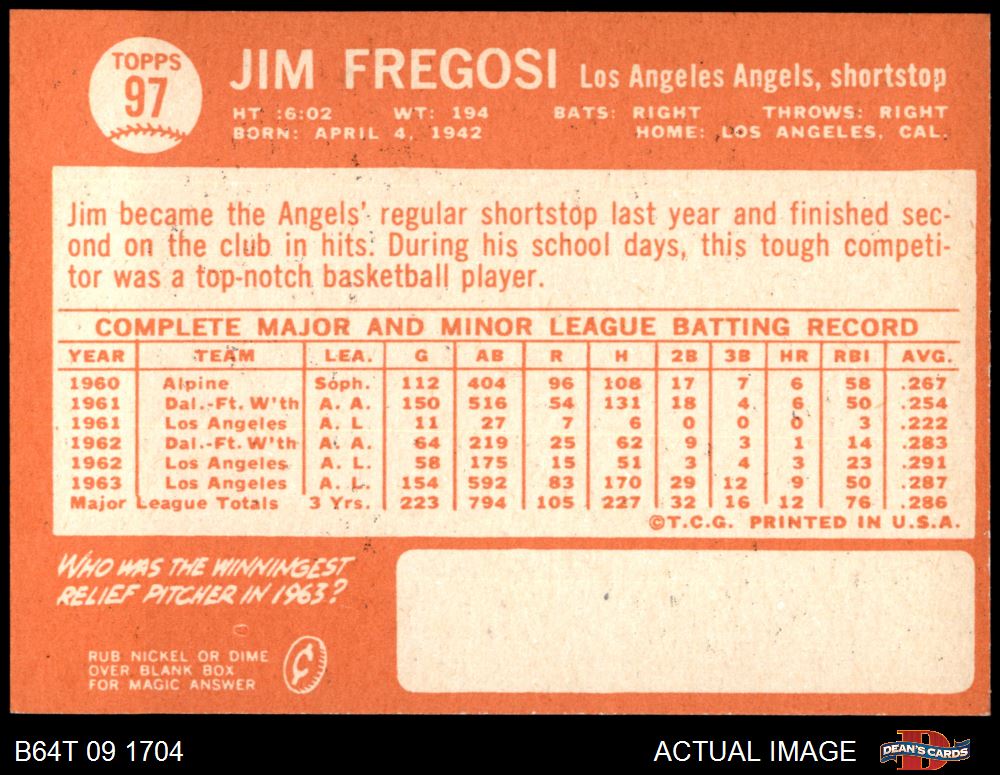 TOPPS
97
JIM FREGOSI Los Angeles Angels, shortstop
HT :6:02 WT: 194 BATS: RIGHT THROWS: RIGHT
BORN: APRIL 4, 1942 HOME: LOS ANGELES, CAL.
Jim became the Angels' regular shortstop last year and finished sec-
ond on the club in hits. During his school days, this tough competi-
tor was a top-notch basketball player.
COMPLETE MAJOR AND MINOR LEAGUE BATTING RECORD
YEAR TEAM LEA. G AB R H 2B 3B HR RBI AVG.
1960 Alpine Soph. 112 404 96 108 17 7 6 58 .267
1961 Dal.-Ft. W'th A. A. 150 516 54 131 18 4 6 50 .254
1961 Los Angeles A. L 11 27 7 6 0 0 0 3 .222
1962 Dal.-Ft. W'th A. A. 64 219 25 62 9 3 1 14 .283
1962 Los Angeles A. L. 58 175 15 51 3 4 3 23 .291
1963 Los Angeles A. L. 154 592 83 170 29 12 9 50 .287
Major League Totals 3 Yrs. 223 794 105 227 32 16 12 76 .286
©T.C.G. PRINTED IN U.S.A.
WHO WAS THE WINNINGEST
RELIEF PITCHER IN 1963?
RUB NICKEL OR DIME
OVER BLANK BOX
FOR MAGIC ANSWER
¢
B64T 09 1704 ACTUAL IMAGE DEAN'S CARDS